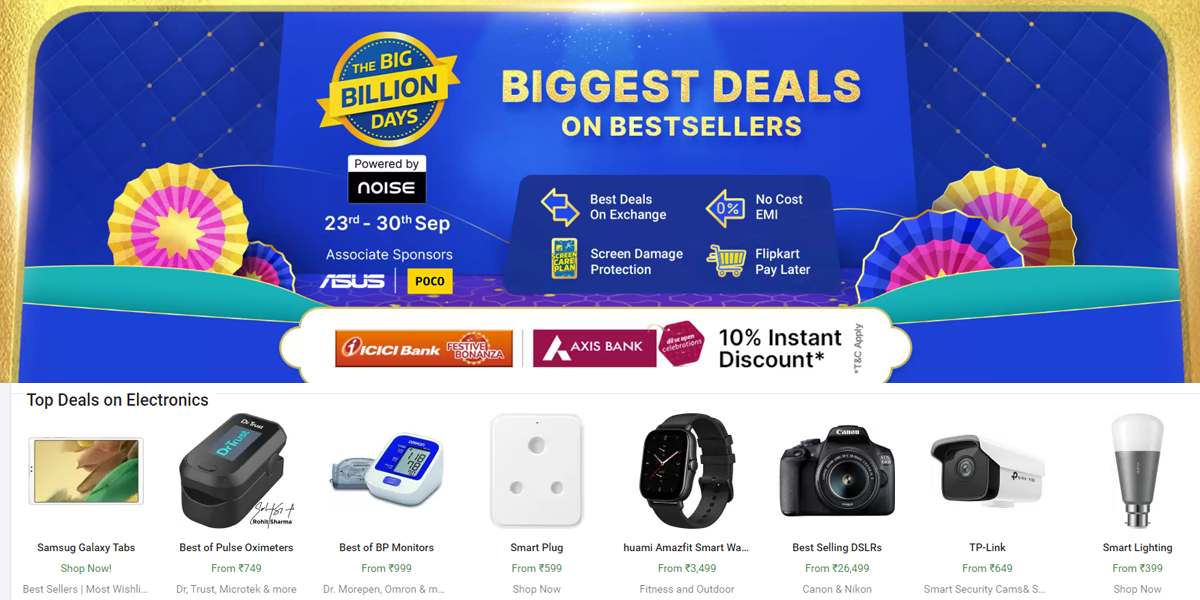 THE BIG
BILLION
DAYS
Powered by
noise
23rd - 30th Sep
Associate Sponsors
ASUS
POCO
BIGGEST DEALS
ON BESTSELLERS
Best Deals
On Exchange
0%
No Cost
EMI
SCREEN
CARE
PLAN
Screen Damage
Protection
Flipkart
Pay Later
ICICI Bank
FESTIVE
BONANZA
AXIS BANK
dil se open
celebrations
10% Instant
Discount*
*T&C Apply
Top Deals on Electronics
Dr Trust
Dr Trust
Rohit Sharma
OMRON
Canon
EOS
Samsug Galaxy Tabs
Shop Now!
Best Sellers | Most Wishli...
Best of Pulse Oximeters
From ₹749
Dr, Trust, Microtek & more
Best of BP Monitors
From ₹999
Dr. Morepen, Omron & m...
Smart Plug
From ₹599
Shop Now
huami Amazfit Smart Wa...
From ₹3,499
Fitness and Outdoor
Best Selling DSLRs
From ₹26,499
Canon & Nikon
TP-Link
From ₹649
Smart Security Cams& S...
Smart Lighting
From ₹399
Shop Now